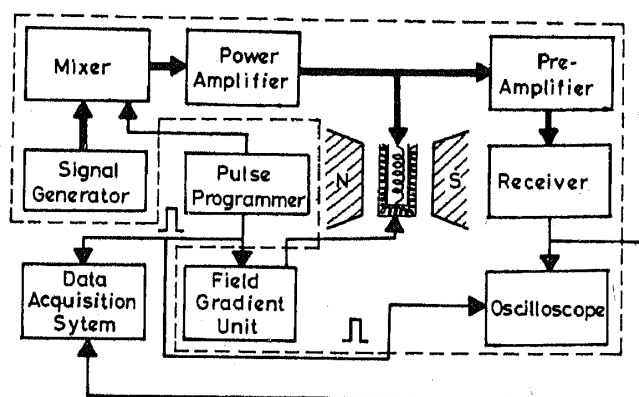 Mixer
Power
Amplifier
Pre-
Amplifier
Signal
Generator
Pulse
Programmer
N
S
Receiver
Data
Acquisition
Sytem
Field
Gradient
Unit
Oscilloscope